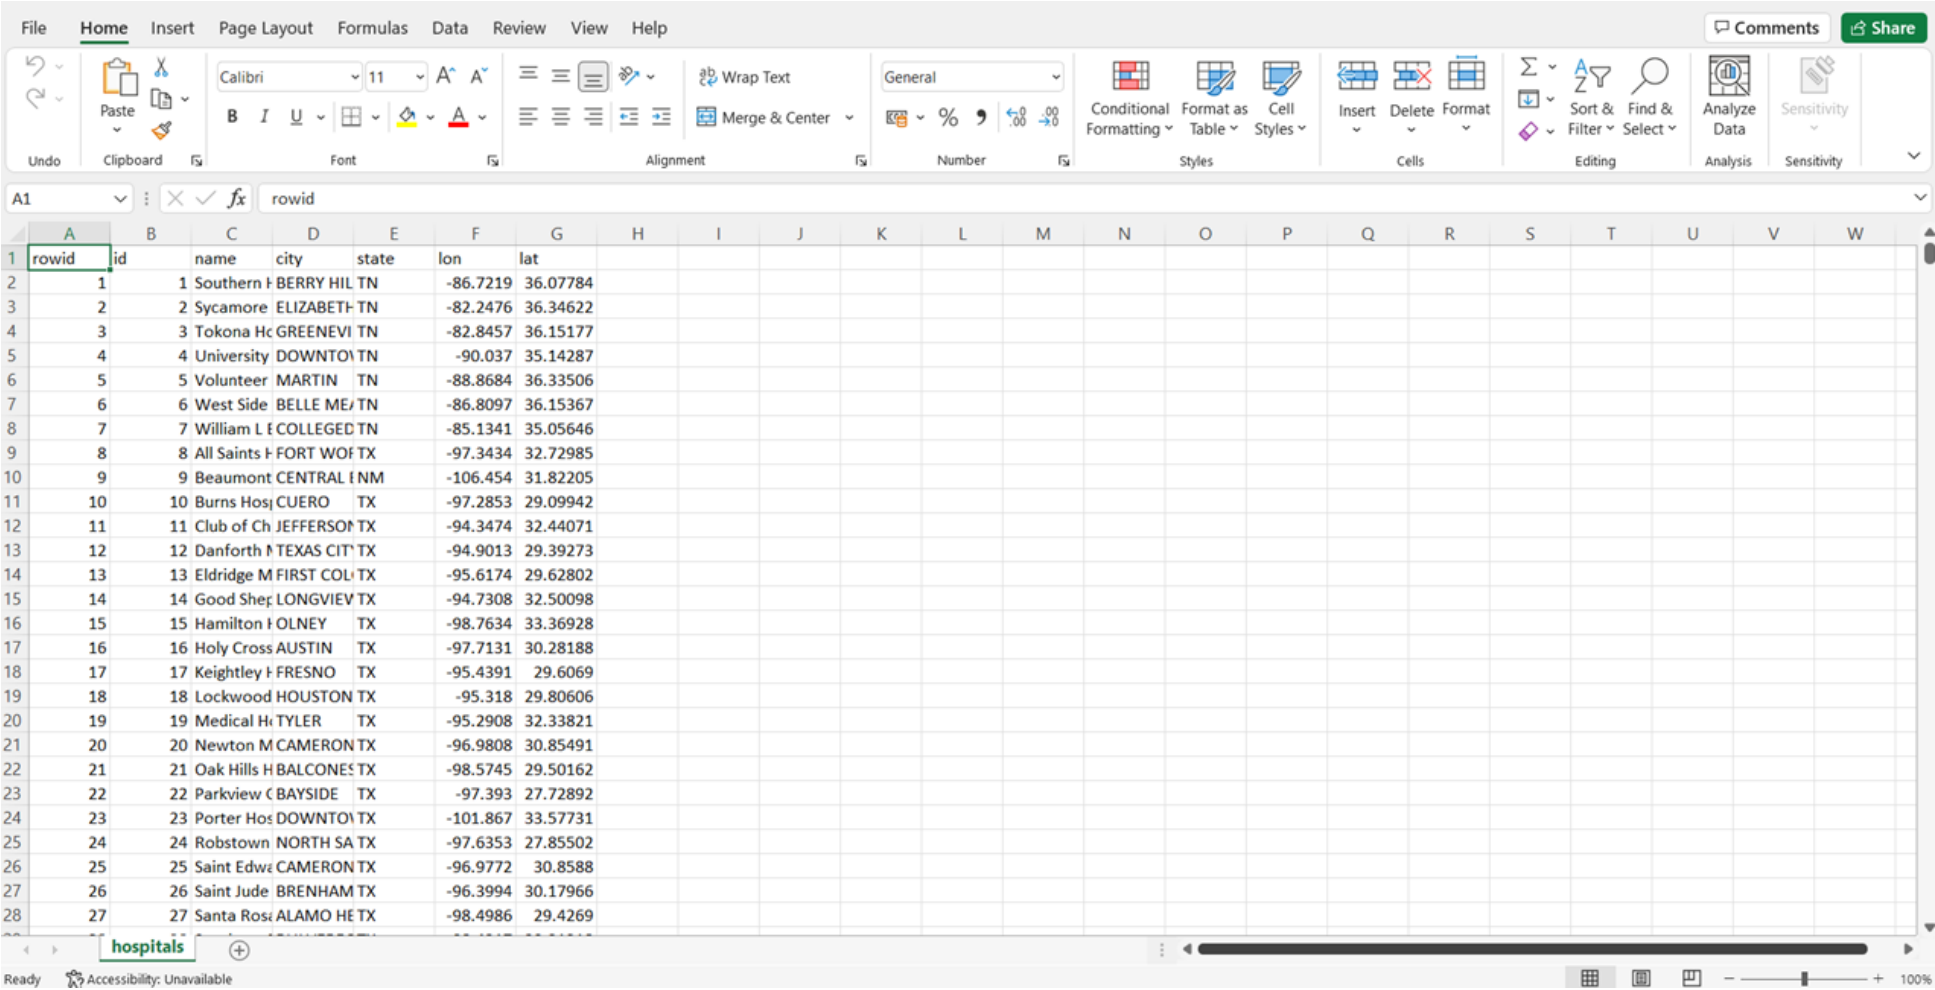 File Home Insert Page Layout Formulas Data Review View Help Comments Share
Calibri 11 Wrap Text General
Paste B I U Merge & Center % Conditional Formatting Format as Table Cell Styles Insert Delete Format Sort & Filter Find & Select Analyze Data Sensitivity
Undo Clipboard Font Alignment Number Styles Cells Editing Analysis Sensitivity
A1 fx rowid
A B C D E F G H I J K L M N O P Q R S T U V W
1 rowid id name city state lon lat
2 1 1 Southern H BERRY HIL TN -86.7219 36.07784
3 2 2 Sycamore ELIZABETH TN -82.2476 36.34622
4 3 3 Tokona Ho GREENEVI TN -82.8457 36.15177
5 4 4 University DOWNTO TN -90.037 35.14287
6 5 5 Volunteer MARTIN TN -88.8684 36.33506
7 6 6 West Side BELLE MEA TN -86.8097 36.15367
8 7 7 William L E COLLEGED TN -85.1341 35.05646
9 8 8 All Saints H FORT WOR TX -97.3434 32.72985
10 9 9 Beaumont CENTRAL E NM -106.454 31.82205
11 10 10 Burns Hosp CUERO TX -97.2853 29.09942
12 11 11 Club of Ch JEFFERSON TX -94.3474 32.44071
13 12 12 Danforth M TEXAS CITY TX -94.9013 29.39273
14 13 13 Eldridge M FIRST COL TX -95.6174 29.62802
15 14 14 Good Shep LONGVIEW TX -94.7308 32.50098
16 15 15 Hamilton H OLNEY TX -98.7634 33.36928
17 16 16 Holy Cross AUSTIN TX -97.7131 30.28188
18 17 17 Keightley H FRESNO TX -95.4391 29.6069
19 18 18 Lockwood HOUSTON TX -95.318 29.80606
20 19 19 Medical Ho TYLER TX -95.2908 32.33821
21 20 20 Newton M CAMERON TX -96.9808 30.85491
22 21 21 Oak Hills H BALCONES TX -98.5745 29.50162
23 22 22 Parkview C BAYSIDE TX -97.393 27.72892
24 23 23 Porter Hos DOWNTO TX -101.867 33.57731
25 24 24 Robstown NORTH SA TX -97.6353 27.85502
26 25 25 Saint Edwa CAMERON TX -96.9772 30.8588
27 26 26 Saint Jude BRENHAM TX -96.3994 30.17966
28 27 27 Santa Rosa ALAMO HE TX -98.4986 29.4269
hospitals
Ready Accessibility: Unavailable 100%